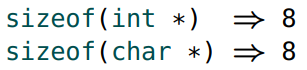 sizeof(int *) ⇒ 8
sizeof(char *) ⇒ 8